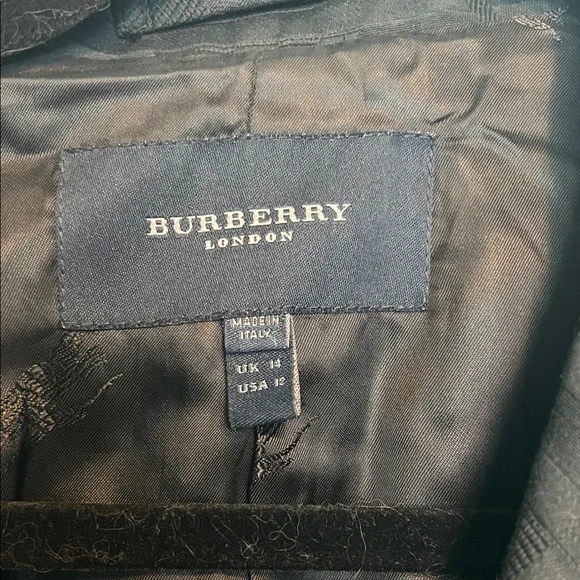 BURBERRY
LONDON
MADE IN
ITALY
UK 14
USA 12